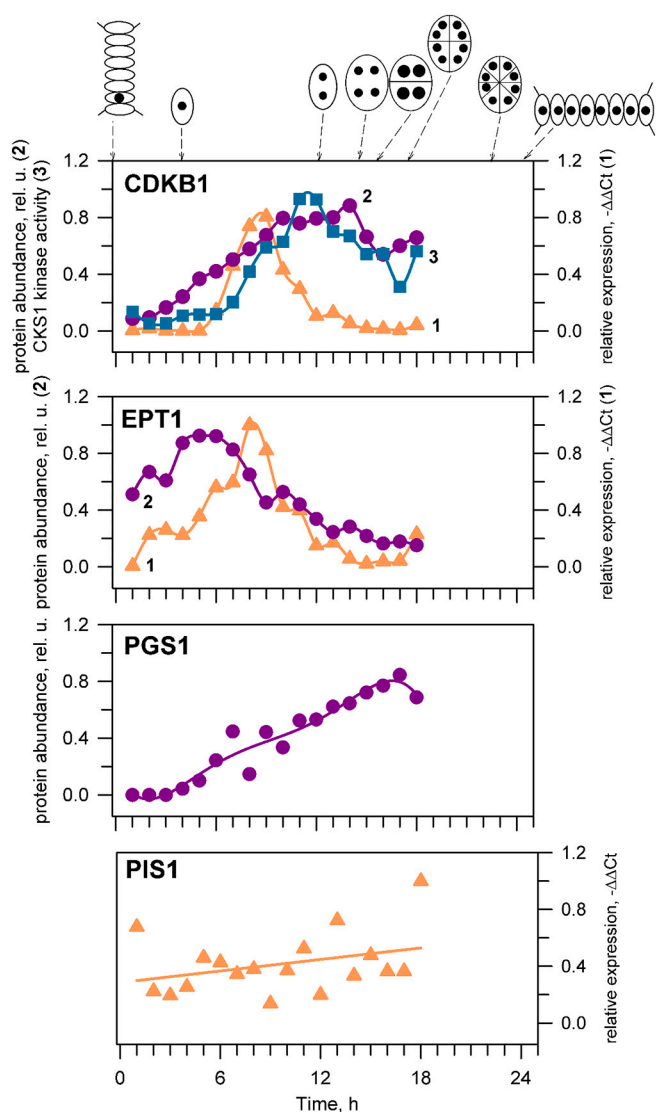 CDKB1
protein abundance, rel. u. (2)
CKS1 kinase activity (3)
1.2
0.8
0.4
0.0
2
3
1
1.2
0.8
0.4
0.0
relative expression, -ΔΔCt (1)
EPT1
protein abundance, rel. u. (2)
1.2
0.8
0.4
0.0
2
1
1.2
0.8
0.4
0.0
relative expression, -ΔΔCt (1)
PGS1
protein abundance, rel. u.
1.2
0.8
0.4
0.0
PIS1
1.2
0.8
0.4
0.0
relative expression, -ΔΔCt
0 6 12 18 24
Time, h